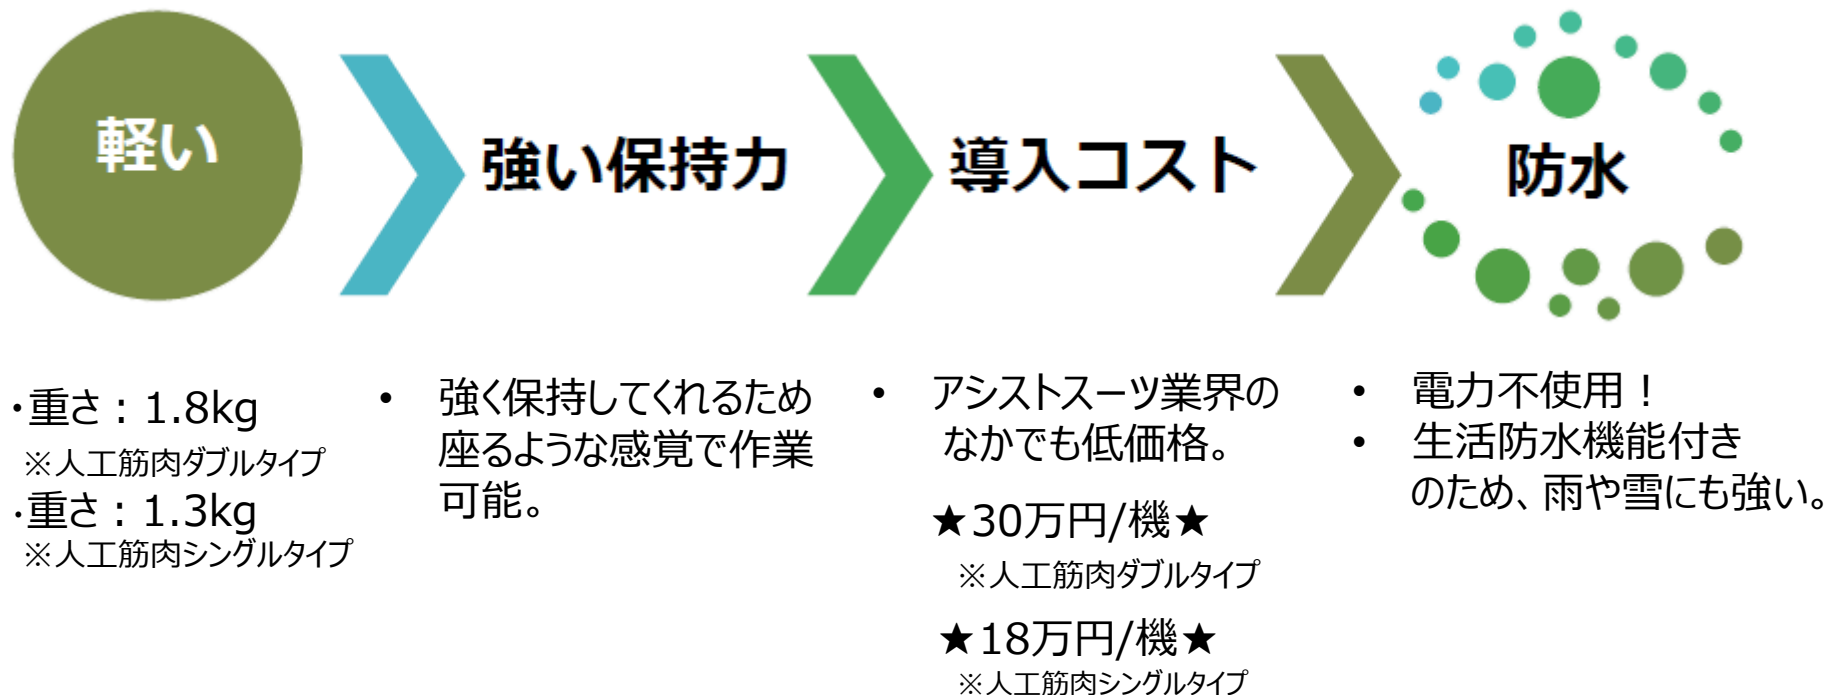 軽い
強い保持力
導入コスト
防水
・重さ：1.8kg
※人工筋肉ダブルタイプ
・重さ：1.3kg
※人工筋肉シングルタイプ
• 強く保持してくれるため
座るような感覚で作業
可能。
• アシストスーツ業界の
なかでも低価格。
★30万円/機★
※人工筋肉ダブルタイプ
★18万円/機★
※人工筋肉シングルタイプ
• 電力不使用！
• 生活防水機能付き
のため、雨や雪にも強い。